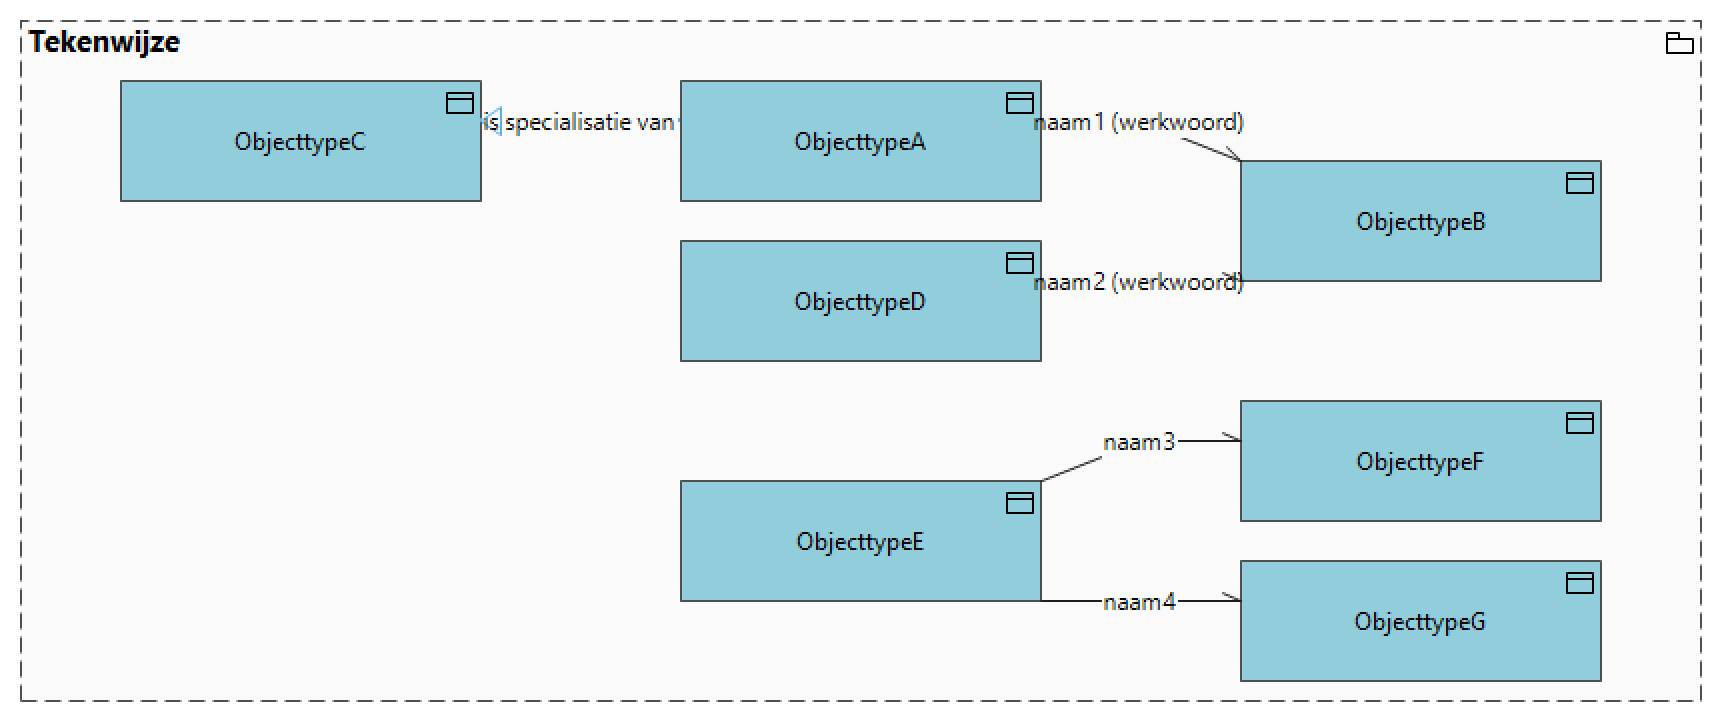 Tekenwijze
ObjecttypeC
is specialisatie van
ObjecttypeA
naam1 (werkwoord)
ObjecttypeB
ObjecttypeD
naam2 (werkwoord)
naam3
ObjecttypeF
ObjecttypeE
naam4
ObjecttypeG